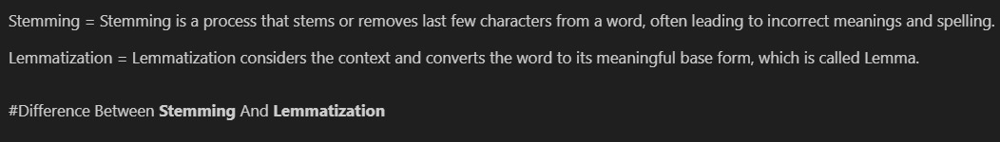 Stemming = Stemming is a process that stems or removes last few characters from a word, often leading to incorrect meanings and spelling.
Lemmatization = Lemmatization considers the context and converts the word to its meaningful base form, which is called Lemma.
#Difference Between Stemming And Lemmatization